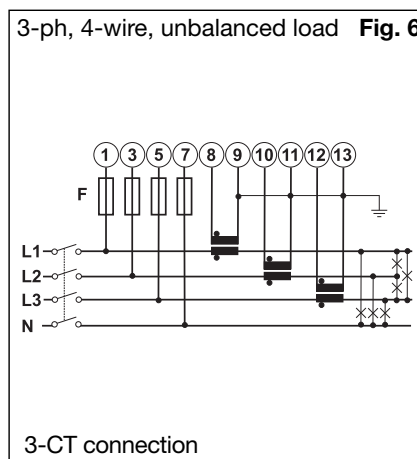 3-ph, 4-wire, unbalanced load Fig. 6
1 3 5 7 8 9 10 11 12 13
F
L1
L2
L3
N
3-CT connection